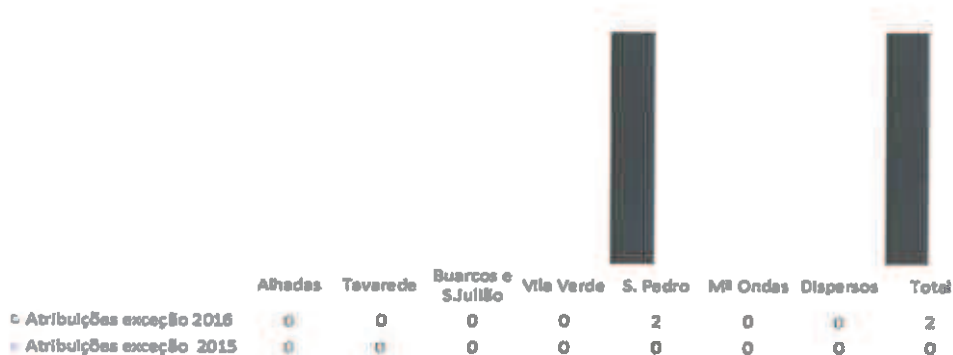 Alhadas Tavarede Buarcos e S.Julião Vila Verde S. Pedro Mª Ondas Dispersos Total
Atribuições exceção 2016 0 0 0 0 2 0 0 2
Atribuições exceção 2015 0 0 0 0 0 0 0 0